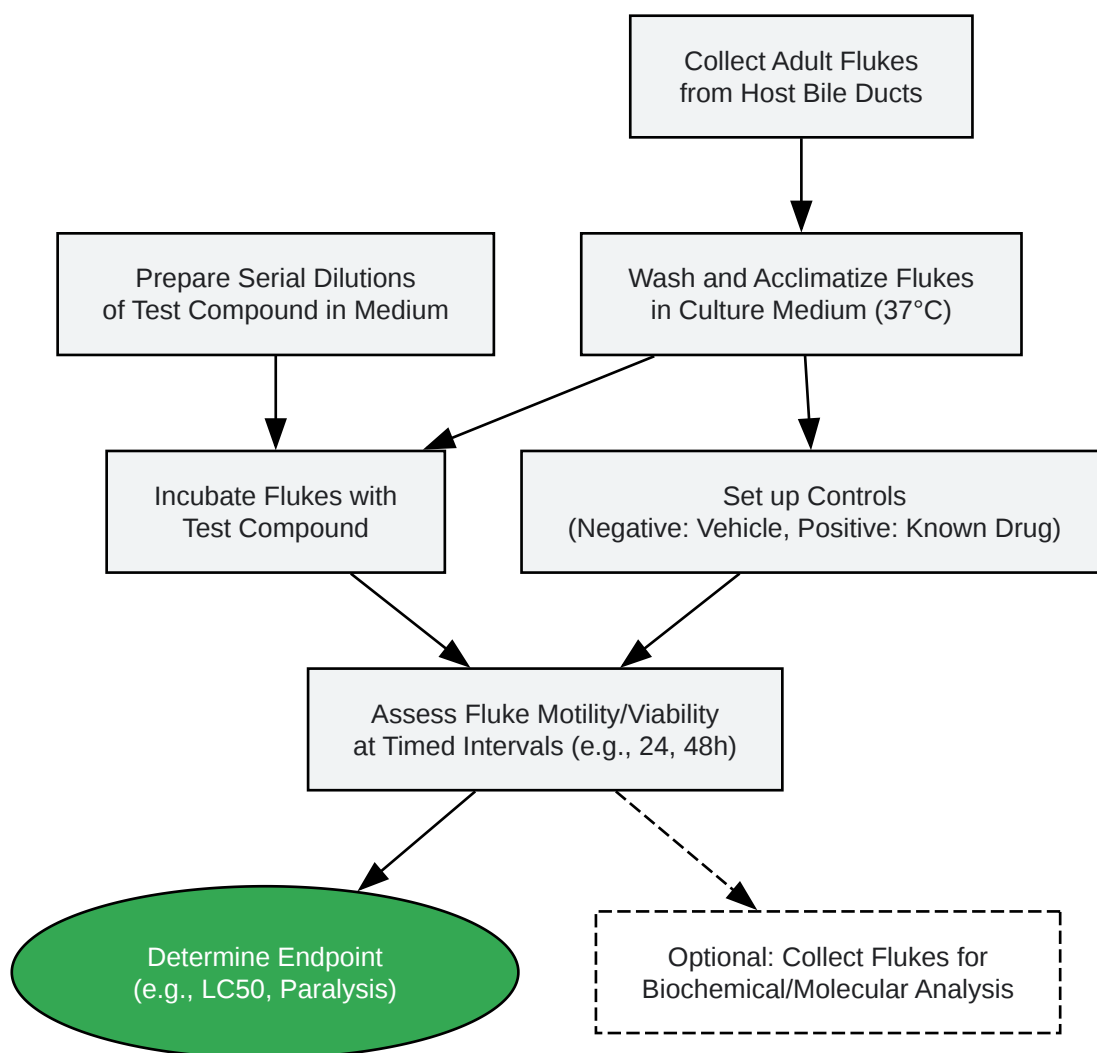 Collect Adult Flukes
from Host Bile Ducts
Prepare Serial Dilutions
of Test Compound in Medium
Wash and Acclimatize Flukes
in Culture Medium (37°C)
Incubate Flukes with
Test Compound
Set up Controls
(Negative: Vehicle, Positive: Known Drug)
Assess Fluke Motility/Viability
at Timed Intervals (e.g., 24, 48h)
Determine Endpoint
(e.g., LC50, Paralysis)
Optional: Collect Flukes for
Biochemical/Molecular Analysis